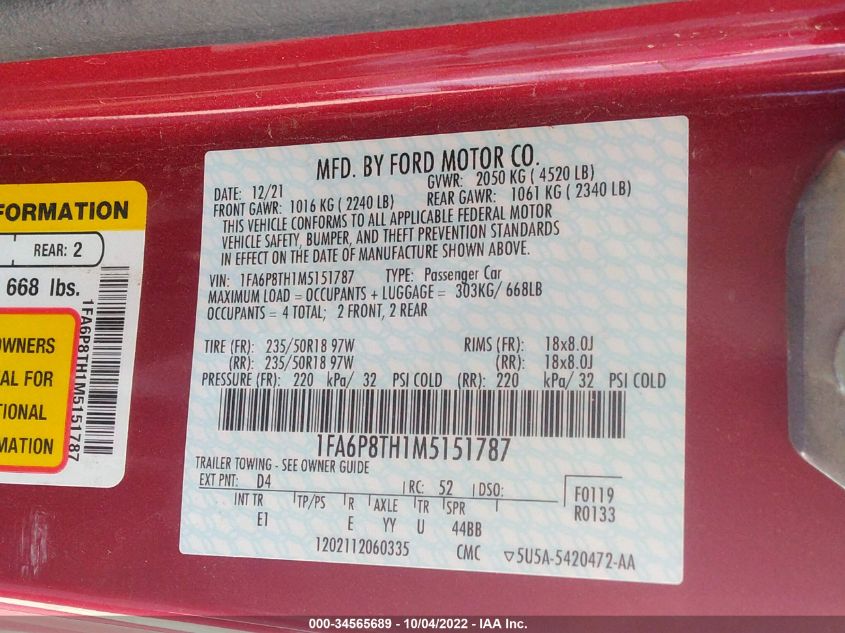 MFD. BY FORD MOTOR CO.
DATE: 12/21 GVWR: 2050 KG ( 4520 LB)
FRONT GAWR: 1016 KG ( 2240 LB) REAR GAWR: 1061 KG ( 2340 LB)
THIS VEHICLE CONFORMS TO ALL APPLICABLE FEDERAL MOTOR
VEHICLE SAFETY, BUMPER, AND THEFT PREVENTION STANDARDS
IN EFFECT ON THE DATE OF MANUFACTURE SHOWN ABOVE.
VIN: 1FA6P8TH1M5151787 TYPE: Passenger Car
MAXIMUM LOAD = OCCUPANTS + LUGGAGE = 303KG/ 668LB
OCCUPANTS = 4 TOTAL; 2 FRONT, 2 REAR
TIRE (FR): 235/50R18 97W RIMS (FR): 18x8.0J
(RR): 235/50R18 97W (RR): 18x8.0J
PRESSURE (FR): 220 kPa/ 32 PSI COLD (RR): 220 kPa/ 32 PSI COLD
1FA6P8TH1M5151787
TRAILER TOWING - SEE OWNER GUIDE
EXT PNT: D4 RC: 52 DSO: F0119
INT TR TP/PS R AXLE TR SPR R0133
E1 E YY U 44BB
1202112060335 CMC ▽5U5A-5420472-AA
FORMATION
REAR: 2
668 lbs.
1FA6P8TH1M5151787
OWNERS
AL FOR
TIONAL
MATION
000-34565689 - 10/04/2022 - IAA Inc.